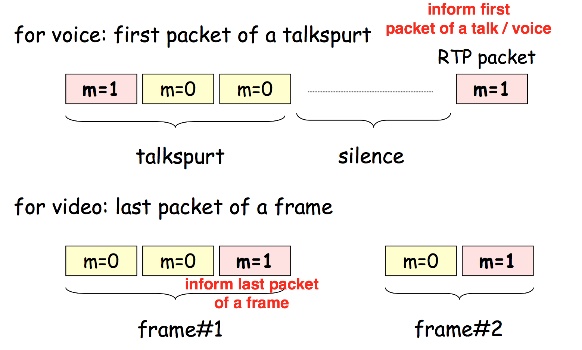 for voice: first packet of a talkspurt
inform first
packet of a talk / voice
RTP packet
m=1 m=0 m=0 m=1
talkspurt silence
for video: last packet of a frame
m=0 m=0 m=1 m=0 m=1
inform last packet
of a frame
frame#1 frame#2